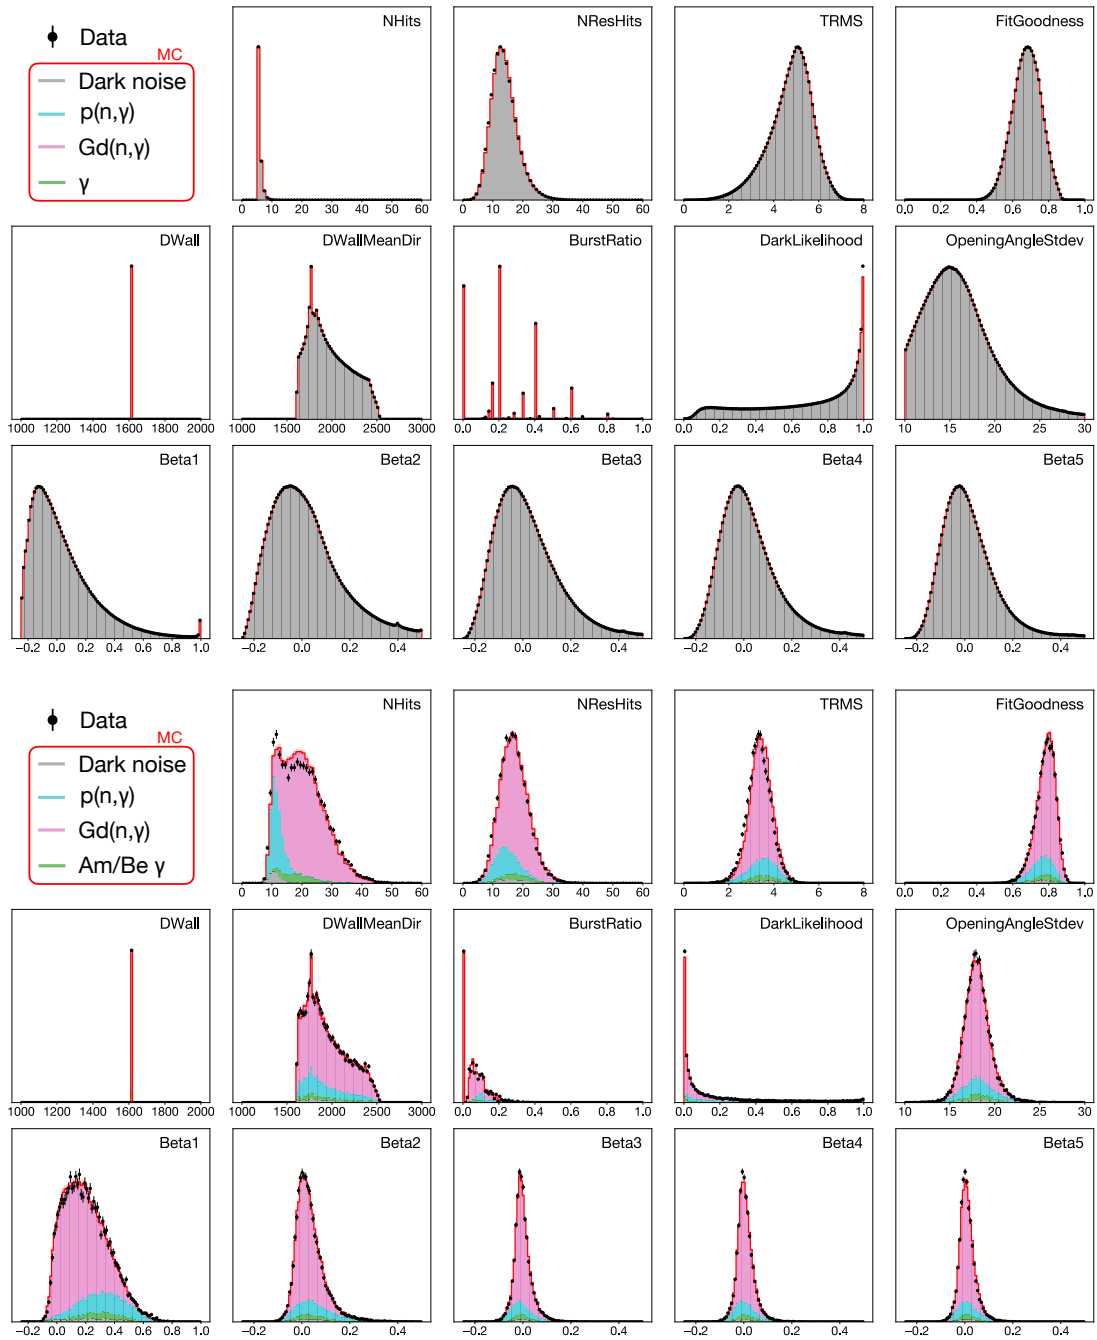 Data
MC
Dark noise
p(n,γ)
Gd(n,γ)
γ
NHits
0 10 20 30 40 50 60
NResHits
0 10 20 30 40 50 60
TRMS
0 2 4 6 8
FitGoodness
0.0 0.2 0.4 0.6 0.8 1.0
DWall
1000 1200 1400 1600 1800 2000
DWallMeanDir
1000 1500 2000 2500 3000
BurstRatio
0.0 0.2 0.4 0.6 0.8 1.0
DarkLikelihood
0.0 0.2 0.4 0.6 0.8 1.0
OpeningAngleStdev
10 15 20 25 30
Beta1
−0.2 0.0 0.2 0.4 0.6 0.8 1.0
Beta2
−0.2 0.0 0.2 0.4
Beta3
−0.2 0.0 0.2 0.4
Beta4
−0.2 0.0 0.2 0.4
Beta5
−0.2 0.0 0.2 0.4
Data
MC
Dark noise
p(n,γ)
Gd(n,γ)
Am/Be γ
NHits
0 10 20 30 40 50 60
NResHits
0 10 20 30 40 50 60
TRMS
0 2 4 6 8
FitGoodness
0.0 0.2 0.4 0.6 0.8 1.0
DWall
1000 1200 1400 1600 1800 2000
DWallMeanDir
1000 1500 2000 2500 3000
BurstRatio
0.0 0.2 0.4 0.6 0.8 1.0
DarkLikelihood
0.0 0.2 0.4 0.6 0.8 1.0
OpeningAngleStdev
10 15 20 25 30
Beta1
−0.2 0.0 0.2 0.4 0.6 0.8 1.0
Beta2
−0.2 0.0 0.2 0.4
Beta3
−0.2 0.0 0.2 0.4
Beta4
−0.2 0.0 0.2 0.4
Beta5
−0.2 0.0 0.2 0.4